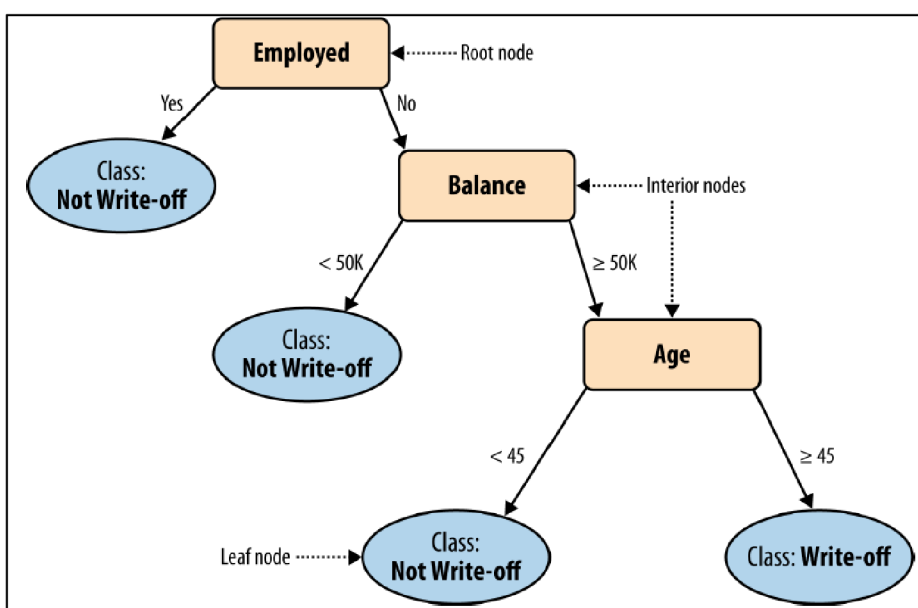 Employed
Root node
Yes
No
Class:
Not Write-off
Balance
Interior nodes
< 50K
≥ 50K
Class:
Not Write-off
Age
< 45
≥ 45
Leaf node
Class:
Not Write-off
Class: Write-off